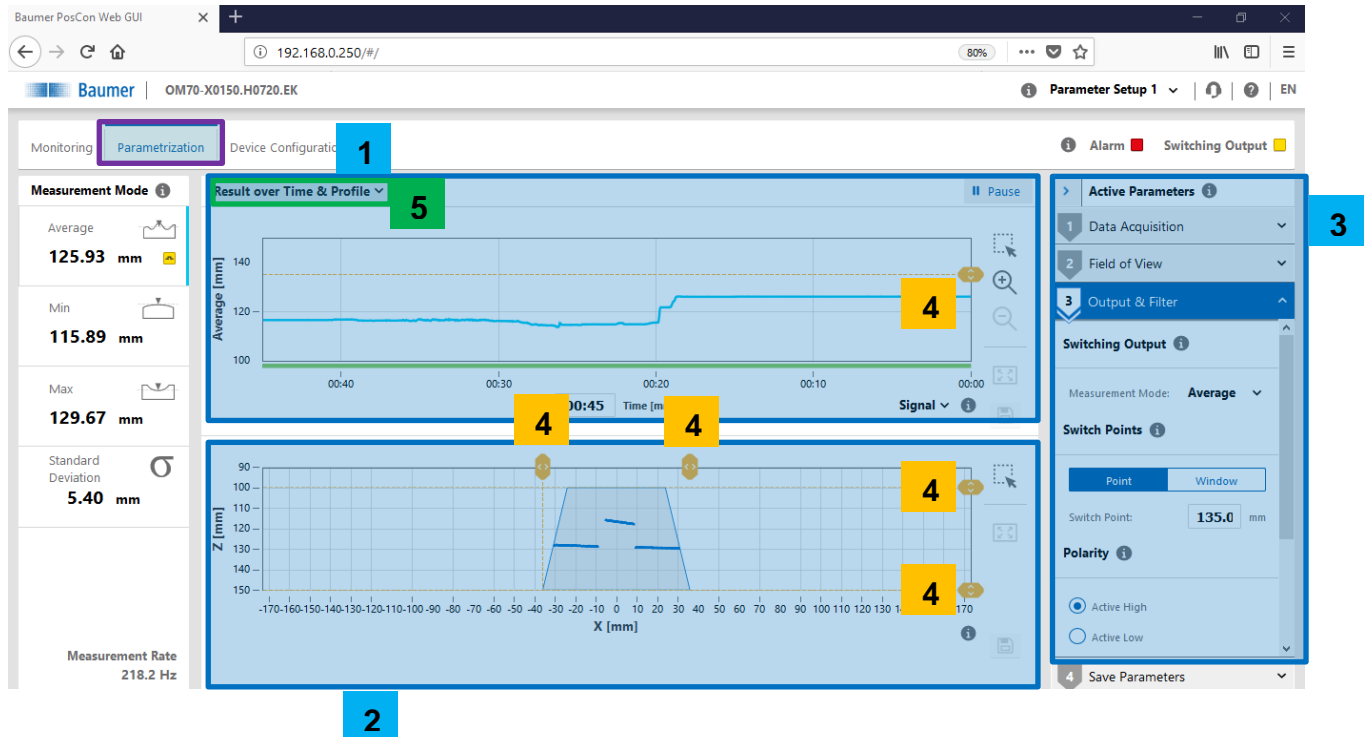 Baumer PosCon Web GUI
192.168.0.250/#/
80%
Baumer
OM70-X0150.H0720.EK
Parameter Setup 1
EN
Monitoring
Parametrization
Device Configuratio
1
Alarm
Switching Output
Measurement Mode
Average
125.93 mm
Min
115.89 mm
Max
129.67 mm
Standard
Deviation
σ
5.40 mm
Measurement Rate
218.2 Hz
Result over Time & Profile
5
Pause
Average [mm]
140
120
100
4
00:40
00:30
00:20
00:10
00:00
00:45
Time [m
Signal
4
4
Z [mm]
90
100
110
120
130
140
150
4
4
-170 -160 -150 -140 -130 -120 -110 -100 -90 -80 -70 -60 -50 -40 -30 -20 -10 0 10 20 30 40 50 60 70 80 90 100 110 120 130 170
X [mm]
2
Active Parameters
3
1 Data Acquisition
2 Field of View
3 Output & Filter
Switching Output
Measurement Mode: Average
Switch Points
Point
Window
Switch Point: 135.0 mm
Polarity
Active High
Active Low
4 Save Parameters